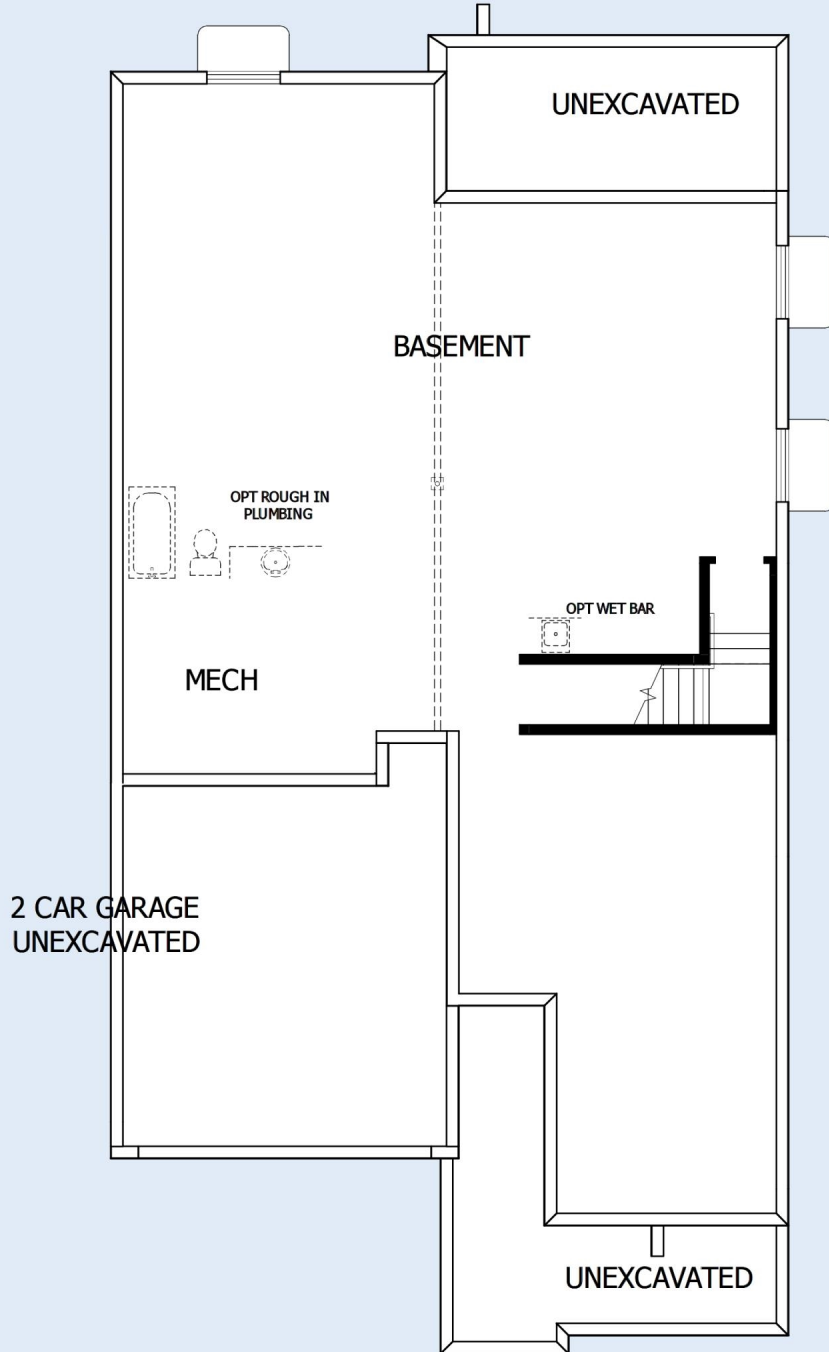 UNEXCAVATED
BASEMENT
OPT ROUGH IN
PLUMBING
OPT WET BAR
MECH
2 CAR GARAGE
UNEXCAVATED
UNEXCAVATED